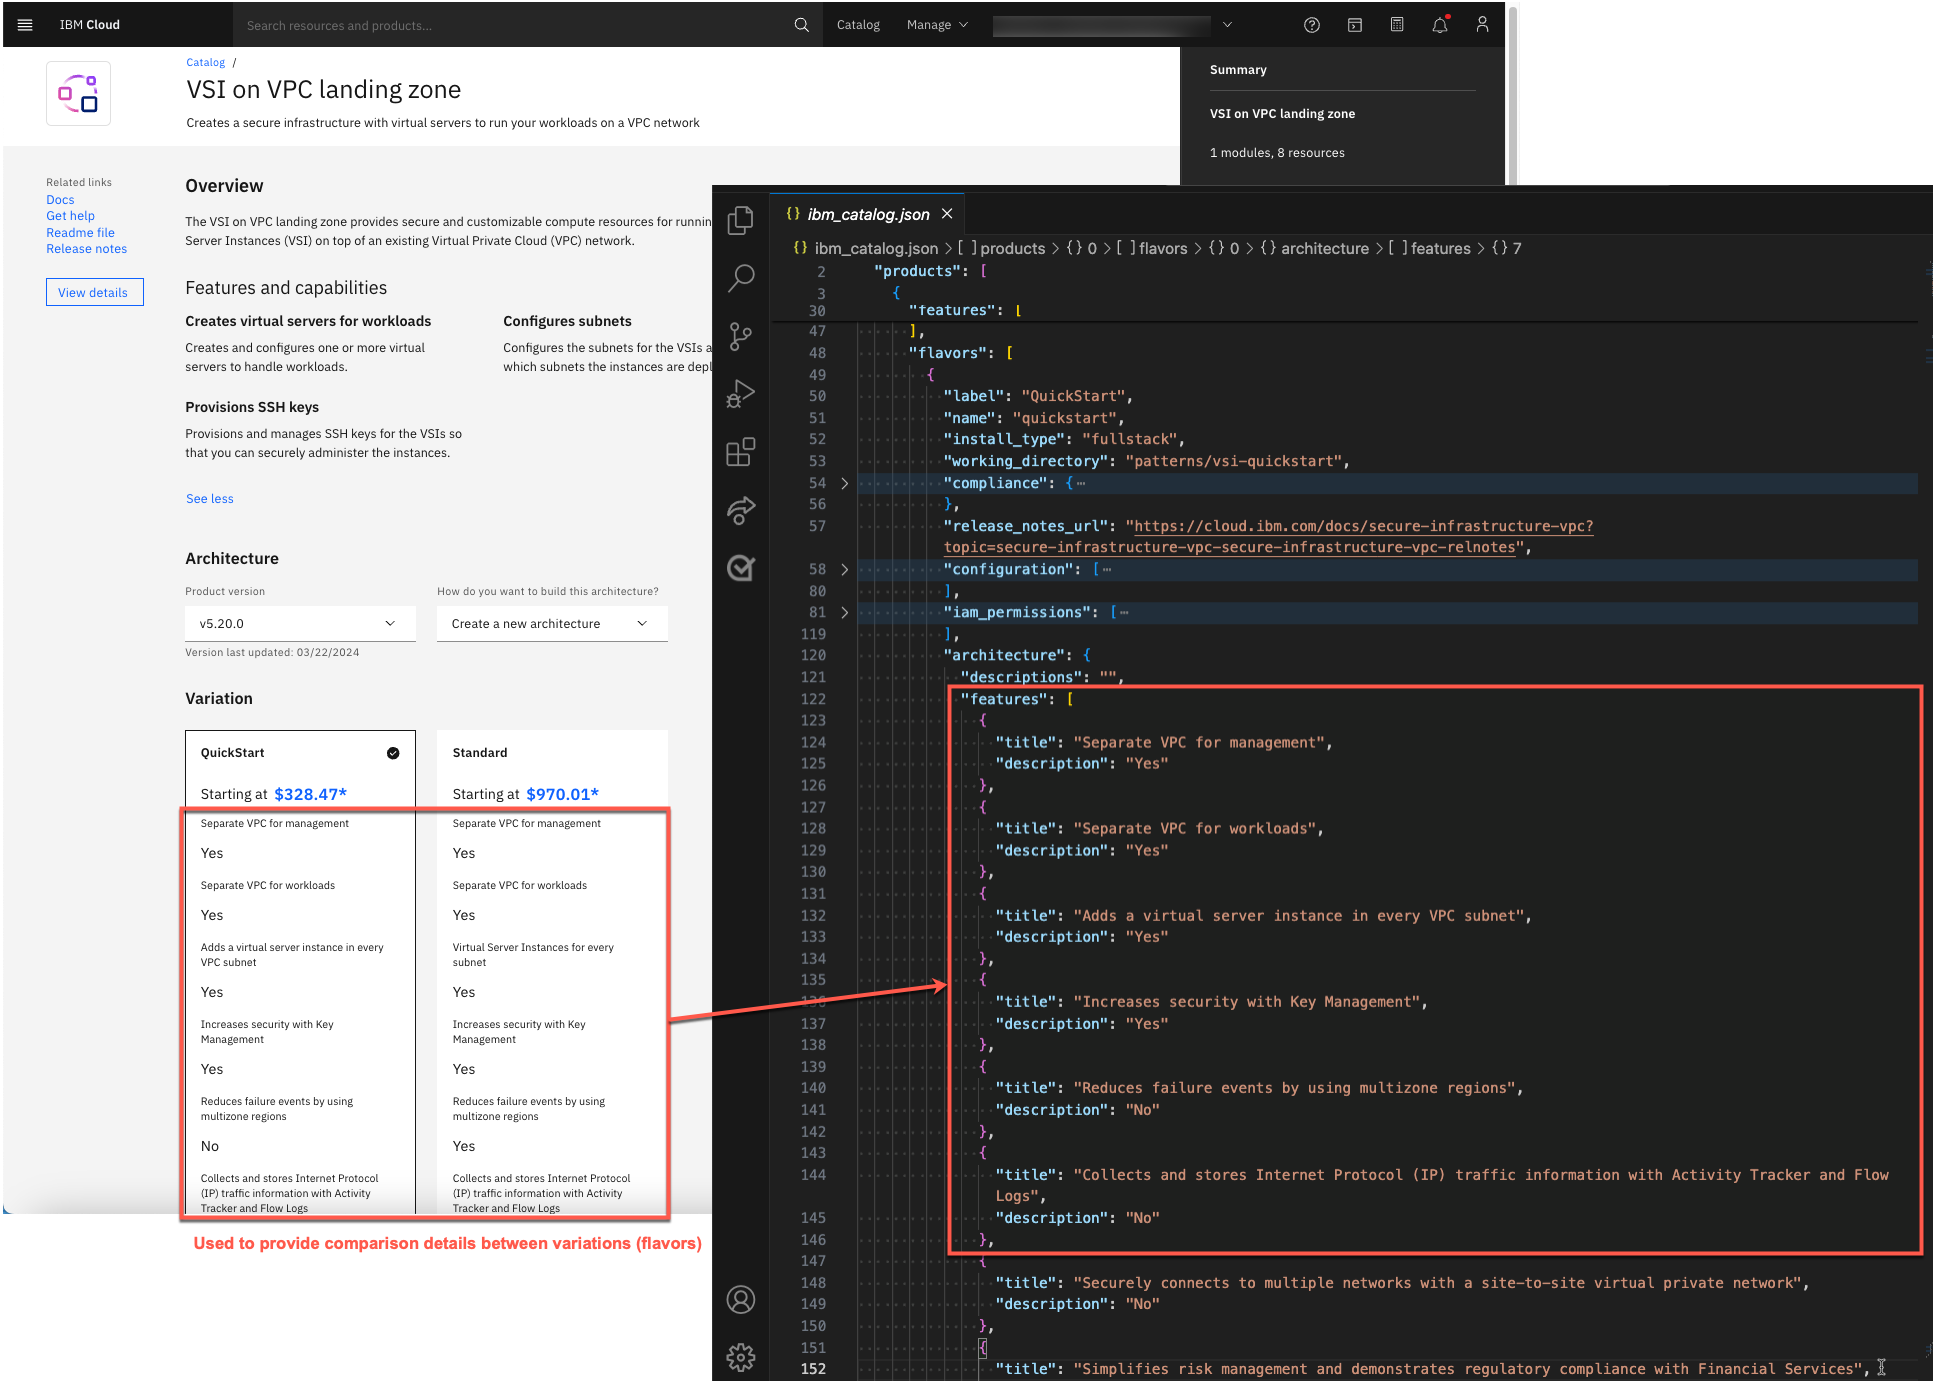 IBM Cloud
Search resources and products...
Catalog
Manage
Catalog /
VSI on VPC landing zone
Creates a secure infrastructure with virtual servers to run your workloads on a VPC network
Summary
VSI on VPC landing zone
1 modules, 8 resources
Related links
Docs
Get help
Readme file
Release notes
View details
Overview
The VSI on VPC landing zone provides secure and customizable compute resources for runnin
Server Instances (VSI) on top of an existing Virtual Private Cloud (VPC) network.
Features and capabilities
Creates virtual servers for workloads
Creates and configures one or more virtual
servers to handle workloads.
Configures subnets
Configures the subnets for the VSIs a
which subnets the instances are depl
Provisions SSH keys
Provisions and manages SSH keys for the VSIs so
that you can securely administer the instances.
See less
Architecture
Product version
v5.20.0
Version last updated: 03/22/2024
How do you want to build this architecture?
Create a new architecture
Variation
QuickStart
Starting at $328.47*
Separate VPC for management
Yes
Separate VPC for workloads
Yes
Adds a virtual server instance in every
VPC subnet
Yes
Increases security with Key
Management
Yes
Reduces failure events by using
multizone regions
No
Collects and stores Internet Protocol
(IP) traffic information with Activity
Tracker and Flow Logs
Standard
Starting at $970.01*
Separate VPC for management
Yes
Separate VPC for workloads
Yes
Virtual Server Instances for every
subnet
Yes
Increases security with Key
Management
Yes
Reduces failure events by using
multizone regions
Yes
Collects and stores Internet Protocol
(IP) traffic information with Activity
Tracker and Flow Logs
Used to provide comparison details between variations (flavors)
{} ibm_catalog.json ×
{} ibm_catalog.json > [ ] products > {} 0 > [ ] flavors > {} 0 > {} architecture > [ ] features > {} 7
2 "products": [
3 {
30 "features": [
47 ],
48 "flavors": [
49 {
50 "label": "QuickStart",
51 "name": "quickstart",
52 "install_type": "fullstack",
53 "working_directory": "patterns/vsi-quickstart",
54 "compliance": {⋯
56 },
57 "release_notes_url": "https://cloud.ibm.com/docs/secure-infrastructure-vpc?
topic=secure-infrastructure-vpc-secure-infrastructure-vpc-relnotes",
58 "configuration": [⋯
80 ],
81 "iam_permissions": [⋯
119 ],
120 "architecture": {
121 "descriptions": "",
122 "features": [
123 {
124 "title": "Separate VPC for management",
125 "description": "Yes"
126 },
127 {
128 "title": "Separate VPC for workloads",
129 "description": "Yes"
130 },
131 {
132 "title": "Adds a virtual server instance in every VPC subnet",
133 "description": "Yes"
134 },
135 {
136 "title": "Increases security with Key Management",
137 "description": "Yes"
138 },
139 {
140 "title": "Reduces failure events by using multizone regions",
141 "description": "No"
142 },
143 {
144 "title": "Collects and stores Internet Protocol (IP) traffic information with Activity Tracker and Flow
Logs",
145 "description": "No"
146 },
147 {
148 "title": "Securely connects to multiple networks with a site-to-site virtual private network",
149 "description": "No"
150 },
151 {
152 "title": "Simplifies risk management and demonstrates regulatory compliance with Financial Services",